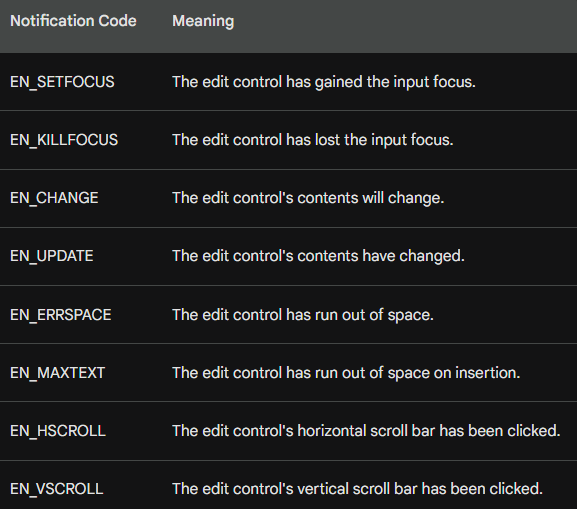 Notification Code Meaning
EN_SETFOCUS The edit control has gained the input focus.
EN_KILLFOCUS The edit control has lost the input focus.
EN_CHANGE The edit control's contents will change.
EN_UPDATE The edit control's contents have changed.
EN_ERRSPACE The edit control has run out of space.
EN_MAXTEXT The edit control has run out of space on insertion.
EN_HSCROLL The edit control's horizontal scroll bar has been clicked.
EN_VSCROLL The edit control's vertical scroll bar has been clicked.